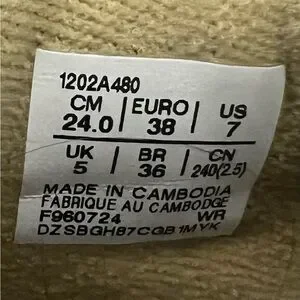 1202A480
CM | EURO | US
24.0 | 38 | 7
UK | BR | CN
5 | 36 | 240(2.5)
MADE IN CAMBODIA
FABRIQUE AU CAMBODGE
F960724 WR
DZSBGH87CGB1MYK